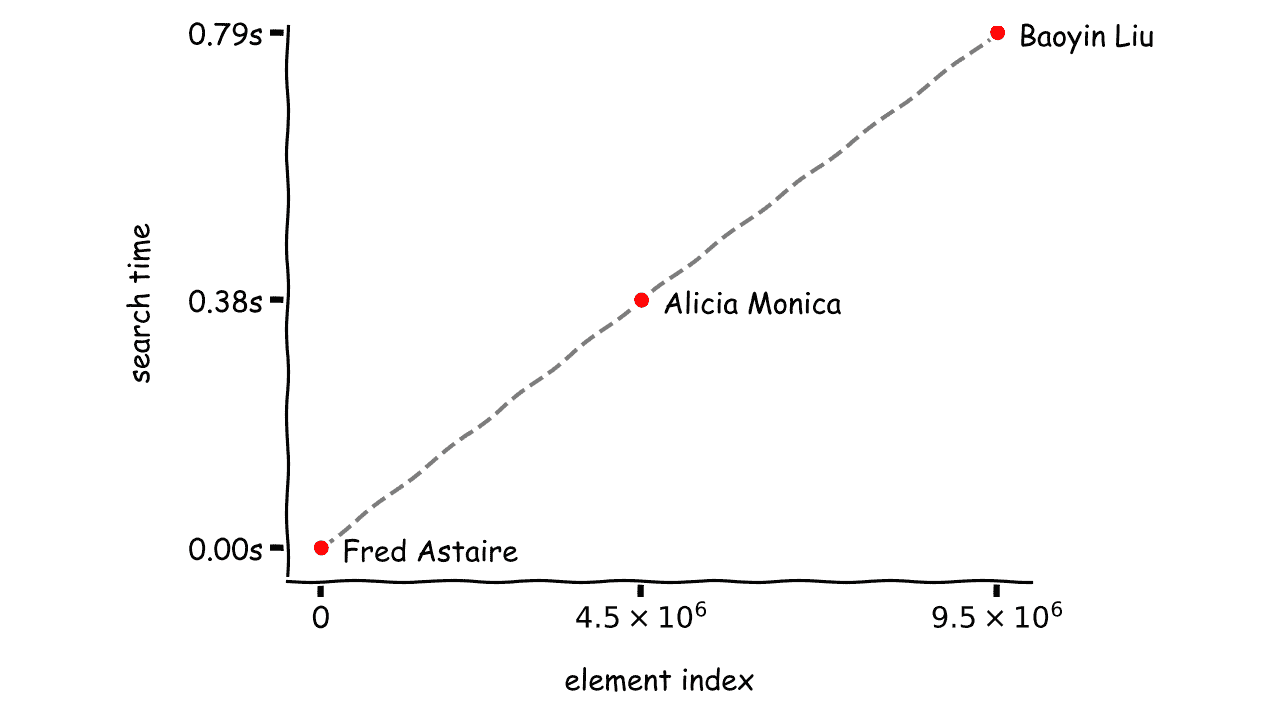 0.79s
Baoyin Liu
0.38s
Alicia Monica
0.00s
Fred Astaire
search time
0
4.5 × 10⁶
9.5 × 10⁶
element index